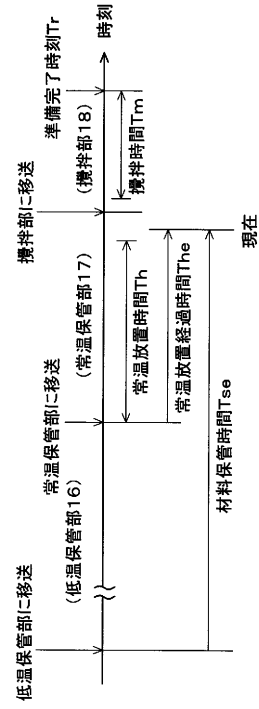 低温保管部に移送
常温保管部に移送
攪拌部に移送
準備完了時刻Tr
(低温保管部16)
(常温保管部17)
(攪拌部18)
時刻
常温放置時間Th
攪拌時間Tm
常温放置経過時間The
材料保管時間Tse
現在